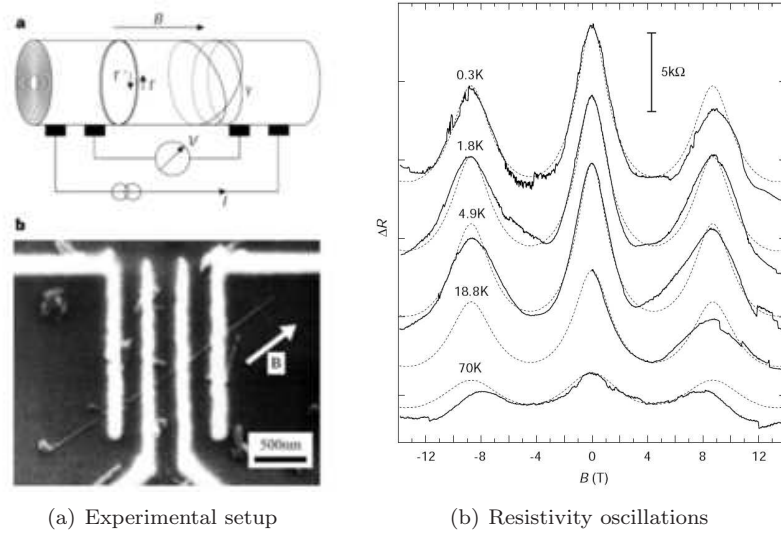 a
B
r r
γ
V
I
b
B
500nm
5kΩ
0.3K
1.8K
4.9K
18.8K
70K
ΔR
-12 -8 -4 0 4 8 12
B (T)
(a) Experimental setup
(b) Resistivity oscillations